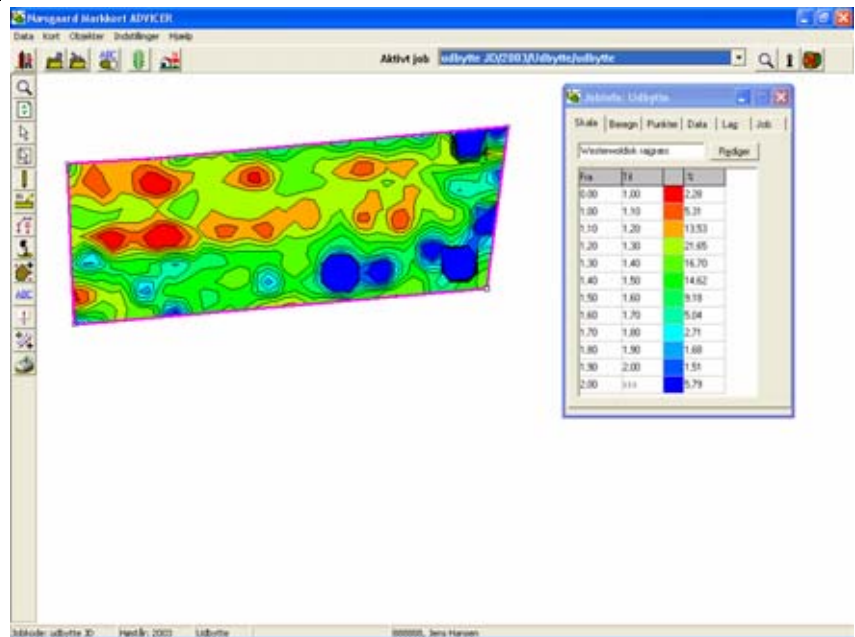 Næsgaard Markkort ADVICER
Data Kort Objekter Indstillinger Hjælp
Aktivt job udbytte JD/2003/Udbytte/udbytte
Jobinfo: Udbytte
Skala Beregn Punkter Data Lag Job
Westerwoldisk rajgræs Rediger
Fra Til %
0.00 1.00 2.28
1.00 1.10 5.31
1.10 1.20 13.53
1.20 1.30 21.65
1.30 1.40 16.70
1.40 1.50 14.62
1.50 1.60 9.18
1.60 1.70 5.04
1.70 1.80 2.71
1.80 1.90 1.68
1.90 2.00 1.51
2.00 5.79
ABC
Jobkode: udbytte JD Høstår: 2003 Udbytte Jens Hansen